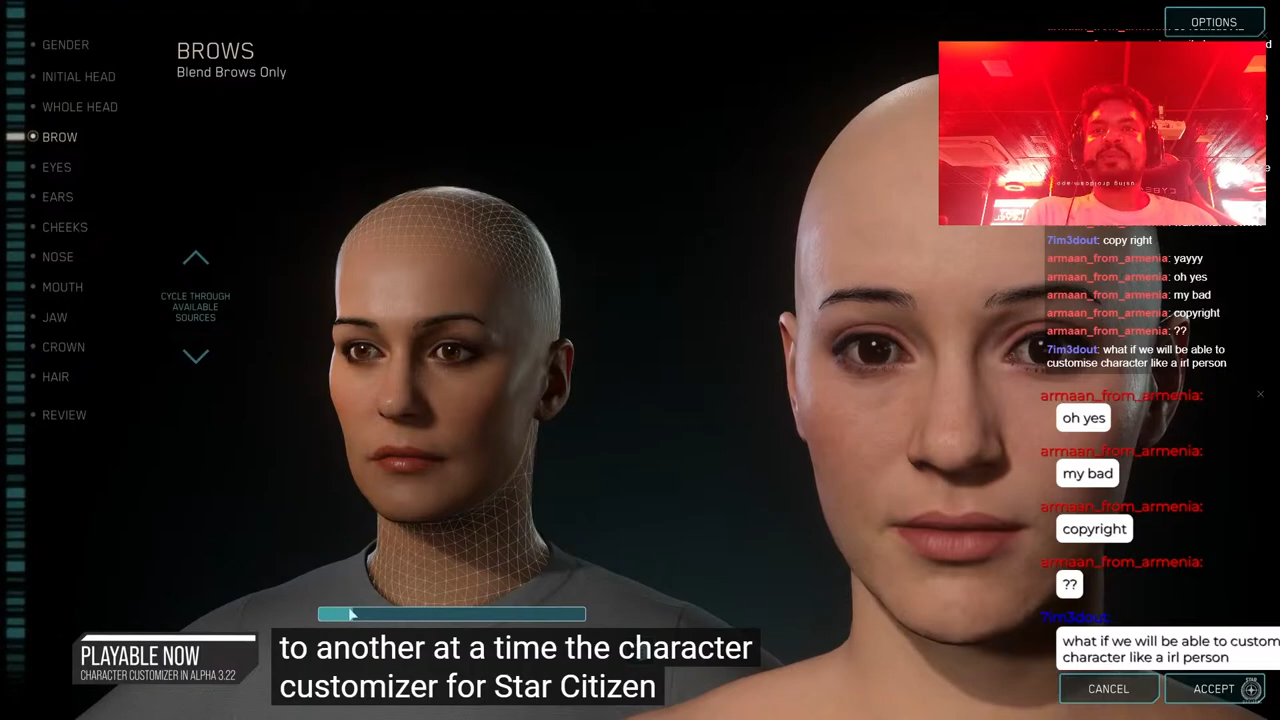 OPTIONS
GENDER
INITIAL HEAD
WHOLE HEAD
BROW
EYES
EARS
CHEEKS
NOSE
MOUTH
JAW
CROWN
HAIR
REVIEW
BROWS
Blend Brows Only
CYCLE THROUGH
AVAILABLE
SOURCES
7im3dout: copy right
armaan_from_armenia: yayyy
armaan_from_armenia: oh yes
armaan_from_armenia: my bad
armaan_from_armenia: copyright
armaan_from_armenia: ??
7im3dout: what if we will be able to
customise character like a irl person
armaan_from_armenia:
oh yes
armaan_from_armenia:
my bad
armaan_from_armenia:
copyright
armaan_from_armenia:
??
7im3dout:
what if we will be able to custom
character like a irl person
PLAYABLE NOW
CHARACTER CUSTOMIZER IN ALPHA 3.22
to another at a time the character
customizer for Star Citizen
CANCEL
ACCEPT